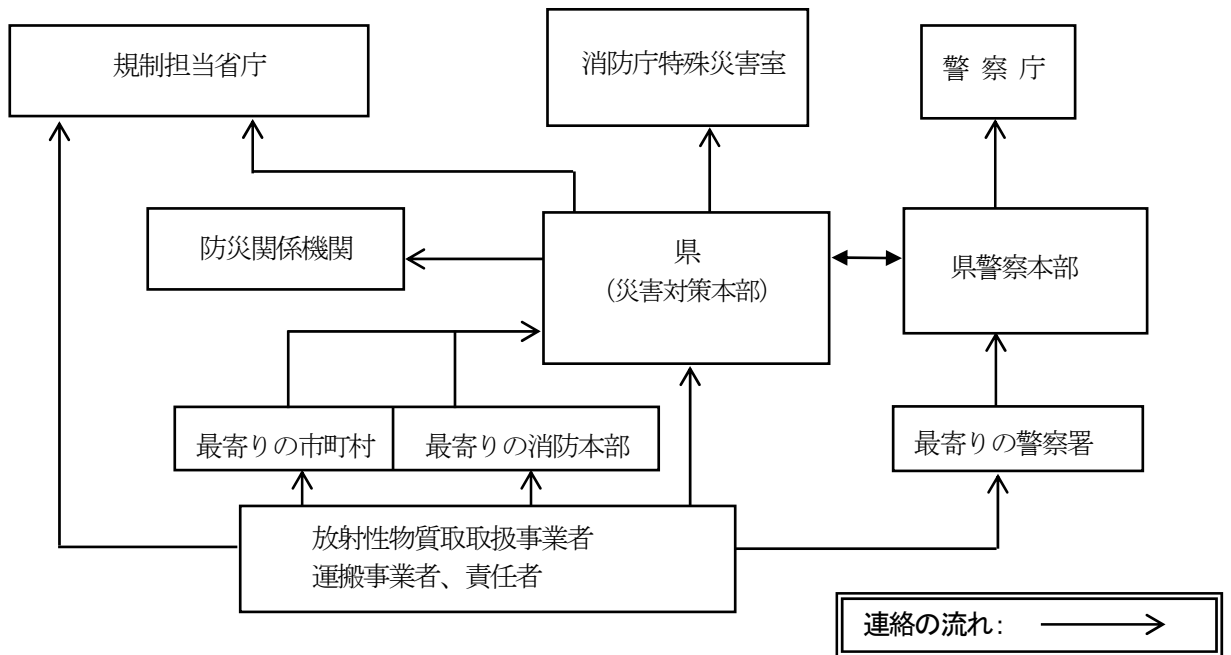 規制担当省庁
消防庁特殊災害室
警 察 庁
防災関係機関
県
（災害対策本部）
県警察本部
最寄りの市町村
最寄りの消防本部
最寄りの警察署
放射性物質取取扱事業者
運搬事業者、責任者
連絡の流れ：